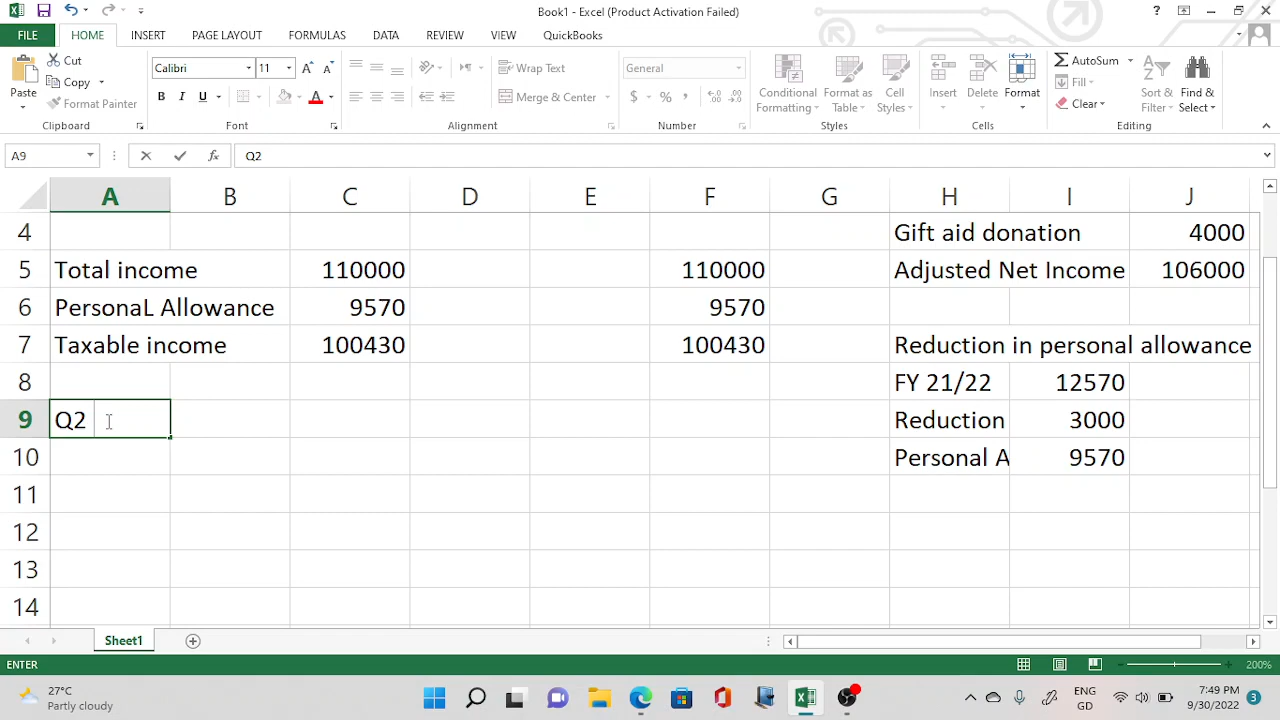 Book1 - Excel (Product Activation Failed)
FILE HOME INSERT PAGE LAYOUT FORMULAS DATA REVIEW VIEW QuickBooks
Paste Cut Copy Format Painter Clipboard
Calibri 11 B I U A Font
Wrap Text Merge & Center Alignment
General $ % , Number
Conditional Formatting Format as Table Cell Styles Styles
Insert Delete Format Cells
AutoSum Fill Clear Sort & Filter Find & Select Editing
A9 fx Q2
A B C D E F G H I J
4 Gift aid donation 4000
5 Total income 110000 110000 Adjusted Net Income 106000
6 PersonaL Allowance 9570 9570
7 Taxable income 100430 100430 Reduction in personal allowance
8 FY 21/22 12570
9 Q2 Reduction 3000
10 Personal A 9570
11
12
13
14
Sheet1
ENTER 200%
27°C
Partly cloudy
ENG
GD
7:49 PM
9/30/2022
3